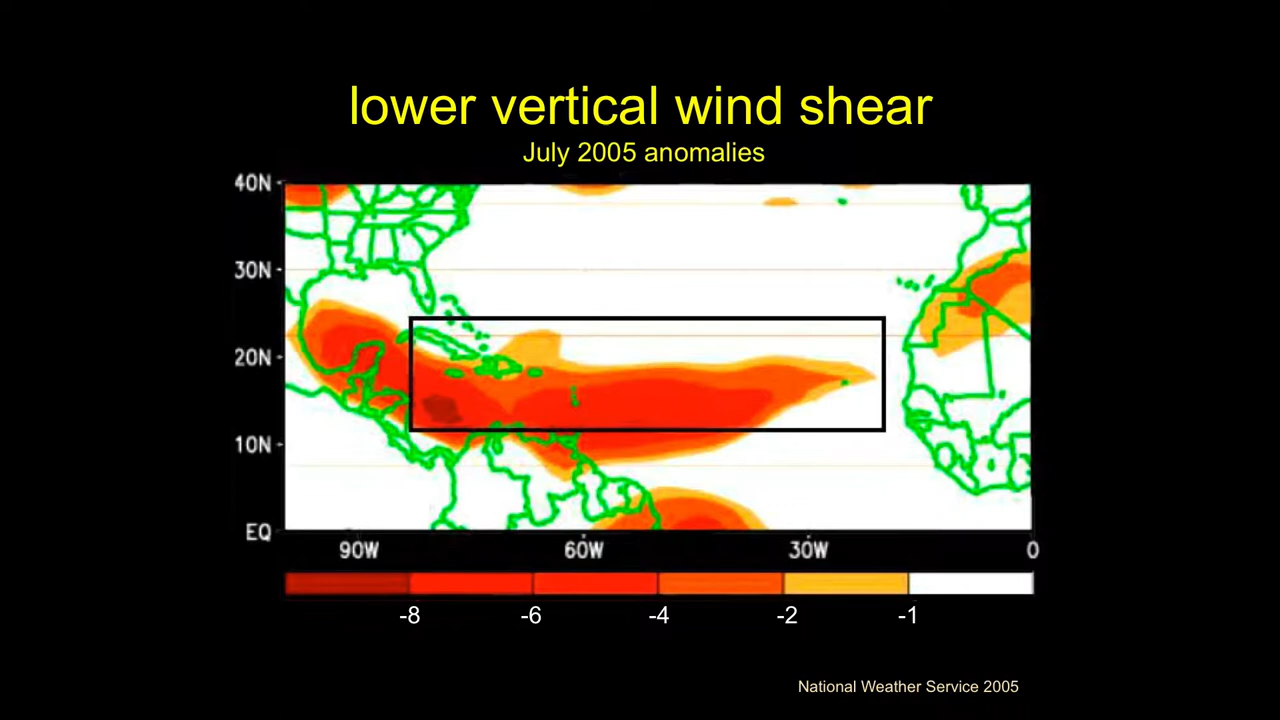 lower vertical wind shear
July 2005 anomalies
40N
30N
20N
10N
EQ
90W 60W 30W 0
-8 -6 -4 -2 -1
National Weather Service 2005